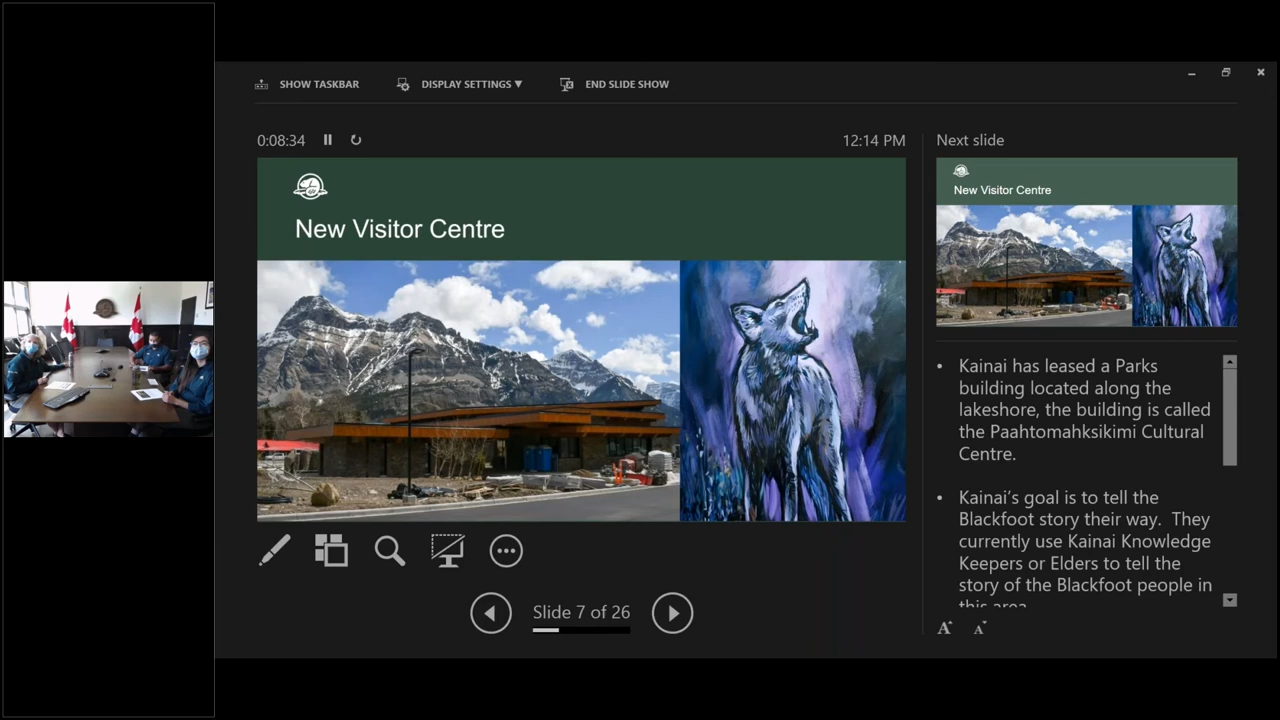 SHOW TASKBAR
DISPLAY SETTINGS ▼
END SLIDE SHOW
0:08:34
12:14 PM
Next slide
New Visitor Centre
New Visitor Centre
• Kainai has leased a Parks
building located along the
lakeshore, the building is called
the Paahtomahksikimi Cultural
Centre.
• Kainai’s goal is to tell the
Blackfoot story their way. They
currently use Kainai Knowledge
Keepers or Elders to tell the
story of the Blackfoot people in
this area
Slide 7 of 26
A A